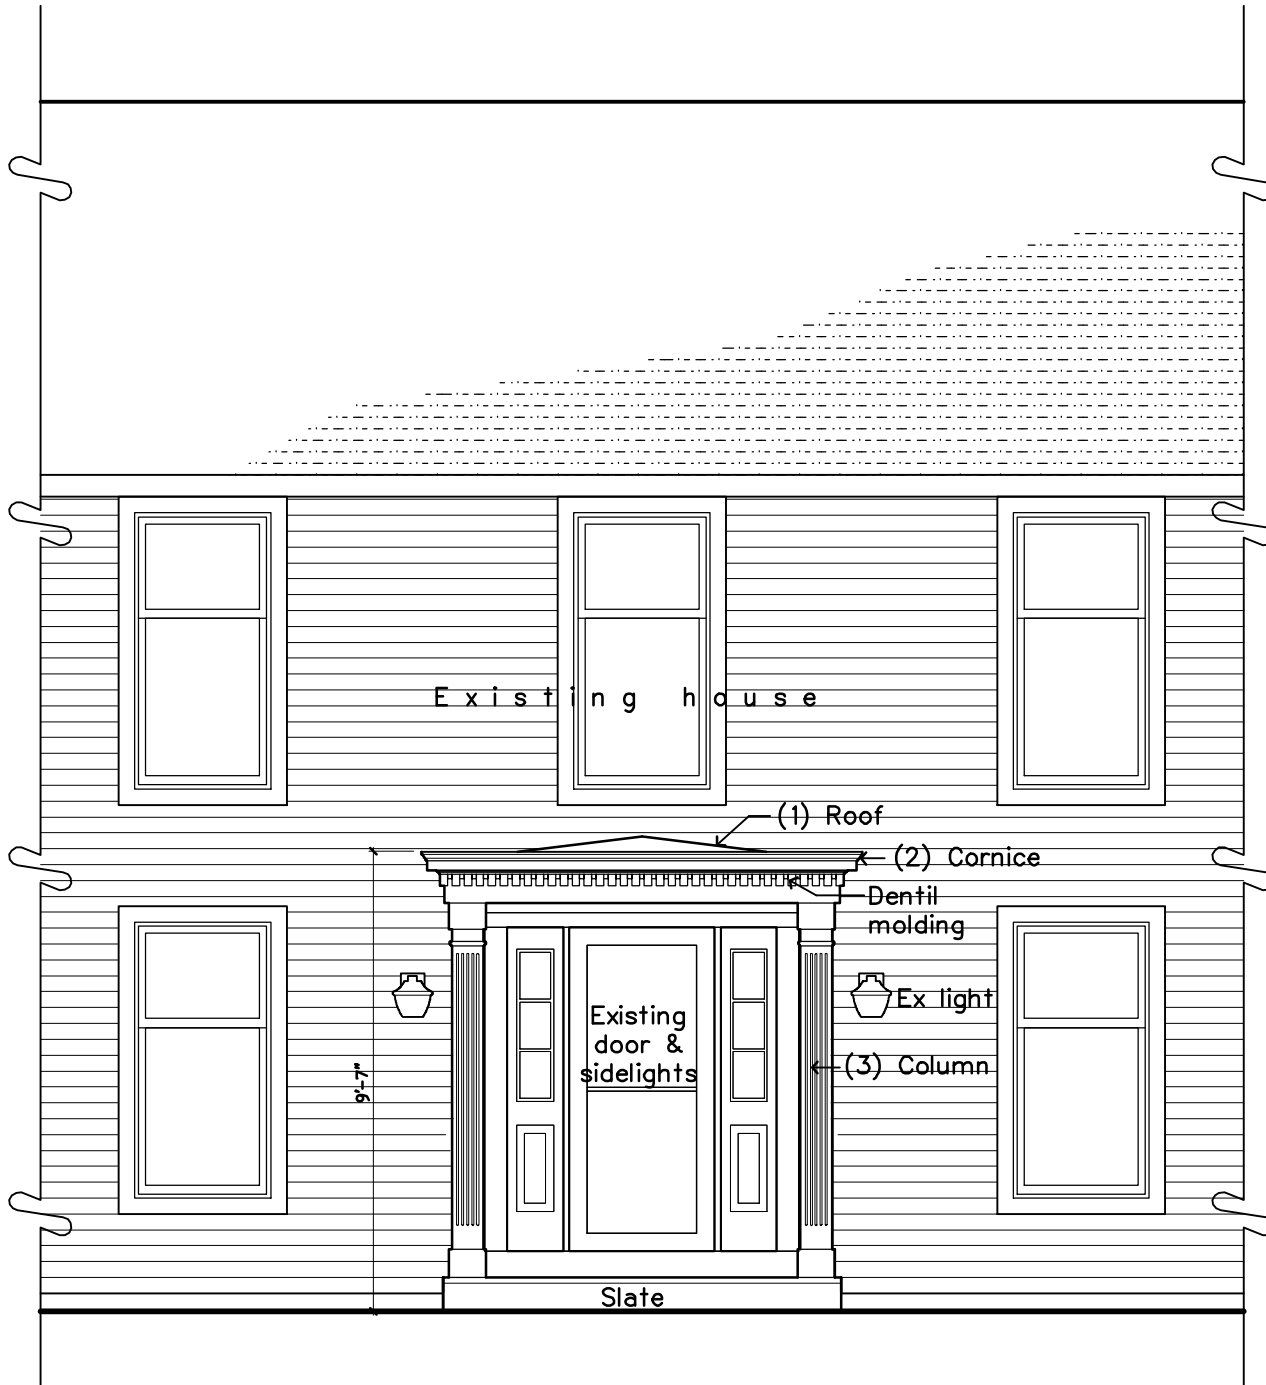 Existing house
(1) Roof
(2) Cornice
Dentil
molding
Ex light
Existing
door &
sidelights
(3) Column
9'-7"
Slate